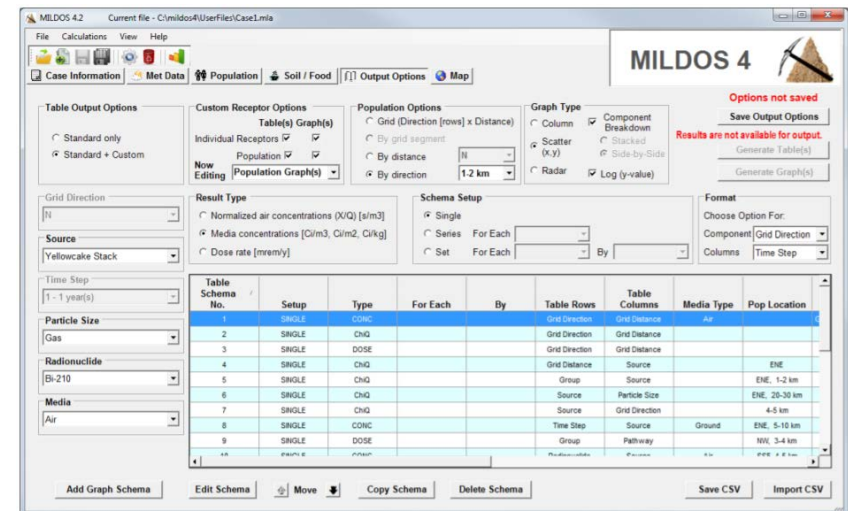 MILDOS 4.2 Current file - C:\mildos4\UserFiles\Case1.mla
File Calculations View Help
MILDOS 4
Case Information Met Data Population Soil / Food Output Options Map
Options not saved
Table Output Options
Standard only
Standard + Custom
Custom Receptor Options
Table(s) Graph(s)
Individual Receptors
Population
Now Editing Population Graph(s)
Population Options
Grid (Direction [rows] x Distance)
By grid segment
By distance N
By direction 1-2 km
Graph Type
Column
Scatter (x,y)
Radar
Component Breakdown
Stacked
Side-by-Side
Log (y-value)
Save Output Options
Results are not available for output.
Generate Table(s)
Generate Graph(s)
Grid Direction
N
Source
Yellowcake Stack
Time Step
1 - 1 year(s)
Particle Size
Gas
Radionuclide
Bi-210
Media
Air
Result Type
Normalized air concentrations (X/Q) [s/m3]
Media concentrations [Ci/m3, Ci/m2, Ci/kg]
Dose rate [mrem/y]
Schema Setup
Single
Series For Each
Set For Each By
Format
Choose Option For:
Component Grid Direction
Columns Time Step
Table Schema No. Setup Type For Each By Table Rows Table Columns Media Type Pop Location
1 SINGLE CONC Grid Direction Grid Distance Air
2 SINGLE ChiQ Grid Direction Grid Distance
3 SINGLE DOSE Grid Direction Grid Distance
4 SINGLE ChiQ Grid Distance Source ENE
5 SINGLE ChiQ Group Source ENE, 1-2 km
6 SINGLE ChiQ Source Particle Size ENE, 20-30 km
7 SINGLE ChiQ Source Grid Direction 4-5 km
8 SINGLE CONC Time Step Source Ground ENE, 5-10 km
9 SINGLE DOSE Group Pathway NW, 3-4 km
10 SINGLE CONC Radionuclide Source Air
Add Graph Schema Edit Schema Move Copy Schema Delete Schema Save CSV Import CSV